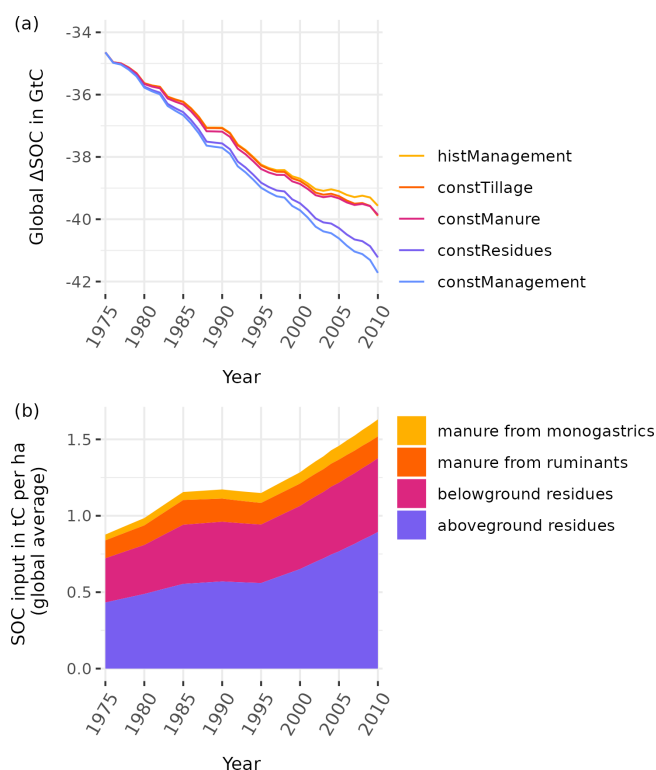 (a)
Global ΔSOC in GtC
-34
-36
-38
-40
-42
1975
1980
1985
1990
1995
2000
2005
2010
Year
histManagement
constTillage
constManure
constResidues
constManagement
(b)
SOC input in tC per ha
(global average)
1.5
1.0
0.5
0.0
1975
1980
1985
1990
1995
2000
2005
2010
Year
manure from monogastrics
manure from ruminants
belowground residues
aboveground residues